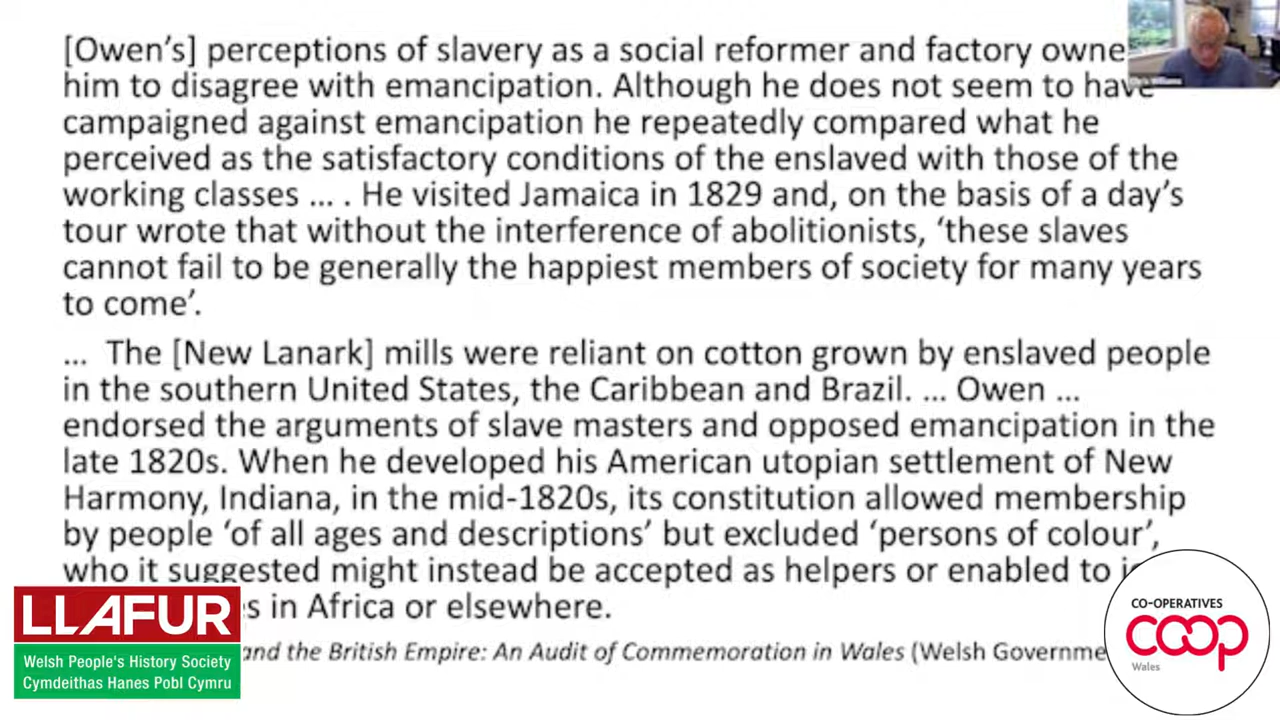 [Owen's] perceptions of slavery as a social reformer and factory
him to disagree with emancipation. Although he does not seem to have
campaigned against emancipation he repeatedly compared what he
perceived as the satisfactory conditions of the enslaved with those of the
working classes ... . He visited Jamaica in 1829 and, on the basis of a day's
tour wrote that without the interference of abolitionists, 'these slaves
cannot fail to be generally the happiest members of society for many years
to come'.
... The [New Lanark] mills were reliant on cotton grown by enslaved people
in the southern United States, the Caribbean and Brazil. ... Owen ...
endorsed the arguments of slave masters and opposed emancipation in the
late 1820s. When he developed his American utopian settlement of New
Harmony, Indiana, in the mid-1820s, its constitution allowed membership
by people 'of all ages and descriptions' but excluded 'persons of colour',
who it suggested might instead be accepted as helpers or enabled to
in Africa or elsewhere.
and the British Empire: An Audit of Commemoration in Wales (Welsh
LLAFUR
Welsh People's History Society
Cymdeithas Hanes Pobl Cymru
CO-OPERATIVES
coop
Wales